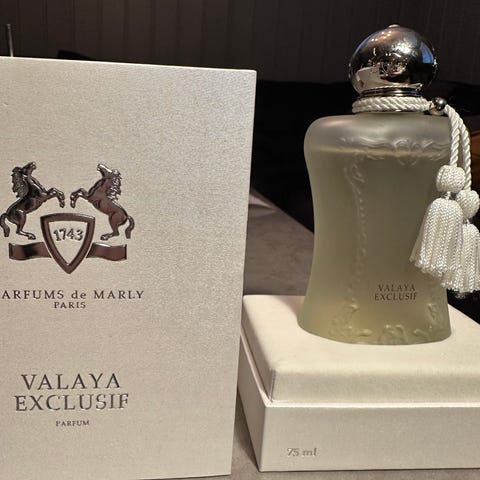 1743
ARFUMS de MARLY
PARIS
VALAYA
EXCLUSIF
PARFUM
VALAYA
EXCLUSIF
75 ml